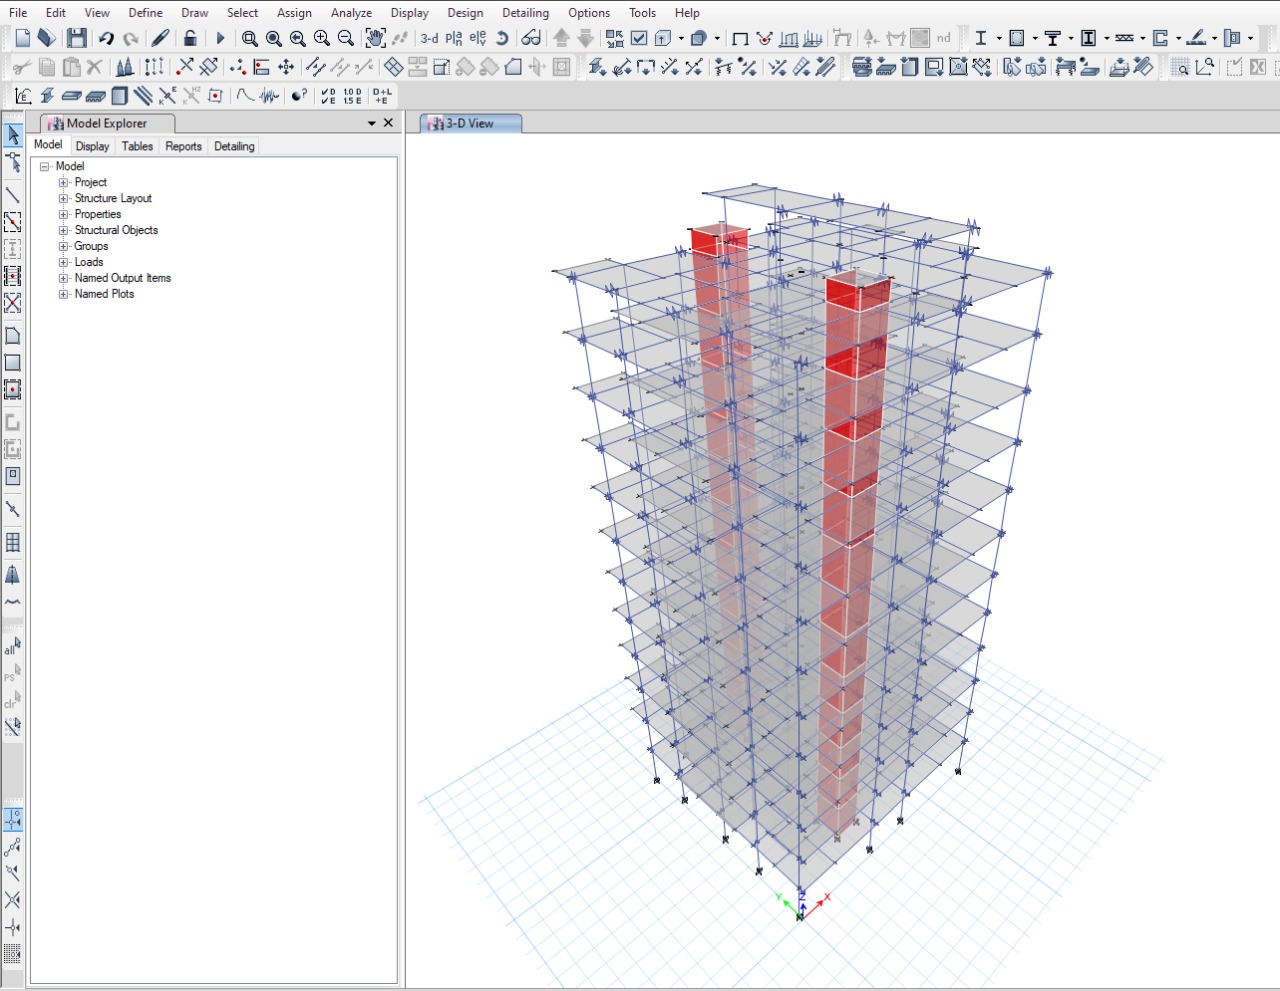 File Edit View Define Draw Select Assign Analyze Display Design Detailing Options Tools Help
3-d pla elev nd
Model Explorer
3-D View
Model Display Tables Reports Detailing
Model
Project
Structure Layout
Properties
Structural Objects
Groups
Loads
Named Output Items
Named Plots
all
ps
clr
Y Z X